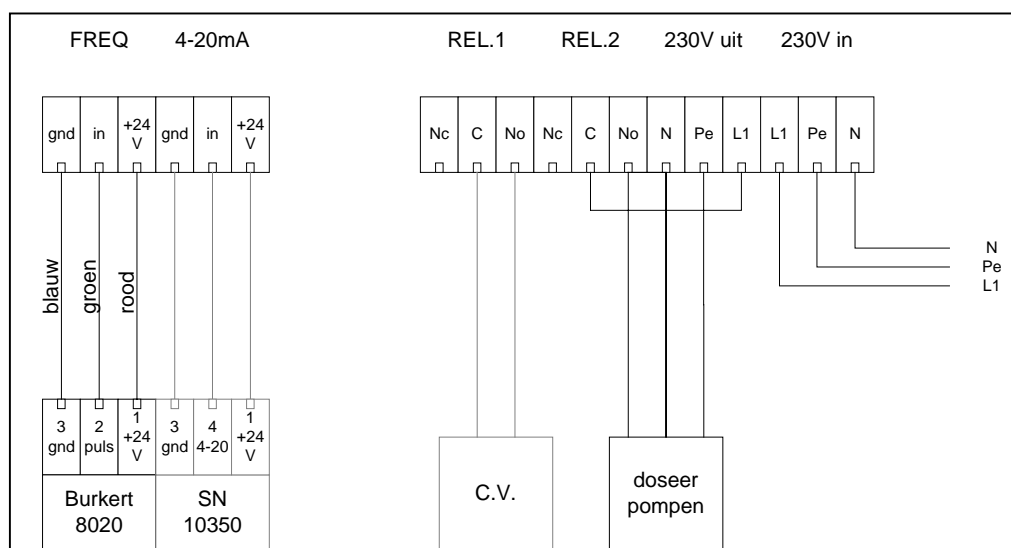 FREQ 4-20mA REL.1 REL.2 230V uit 230V in
gnd in +24 V gnd in +24 V
Nc C No Nc C No N Pe L1 L1 Pe N
blauw groen rood
N
Pe
L1
3 gnd 2 puls 1 +24 V 3 gnd 4 4-20 1 +24 V
Burkert 8020
SN 10350
C.V.
doseer
pompen